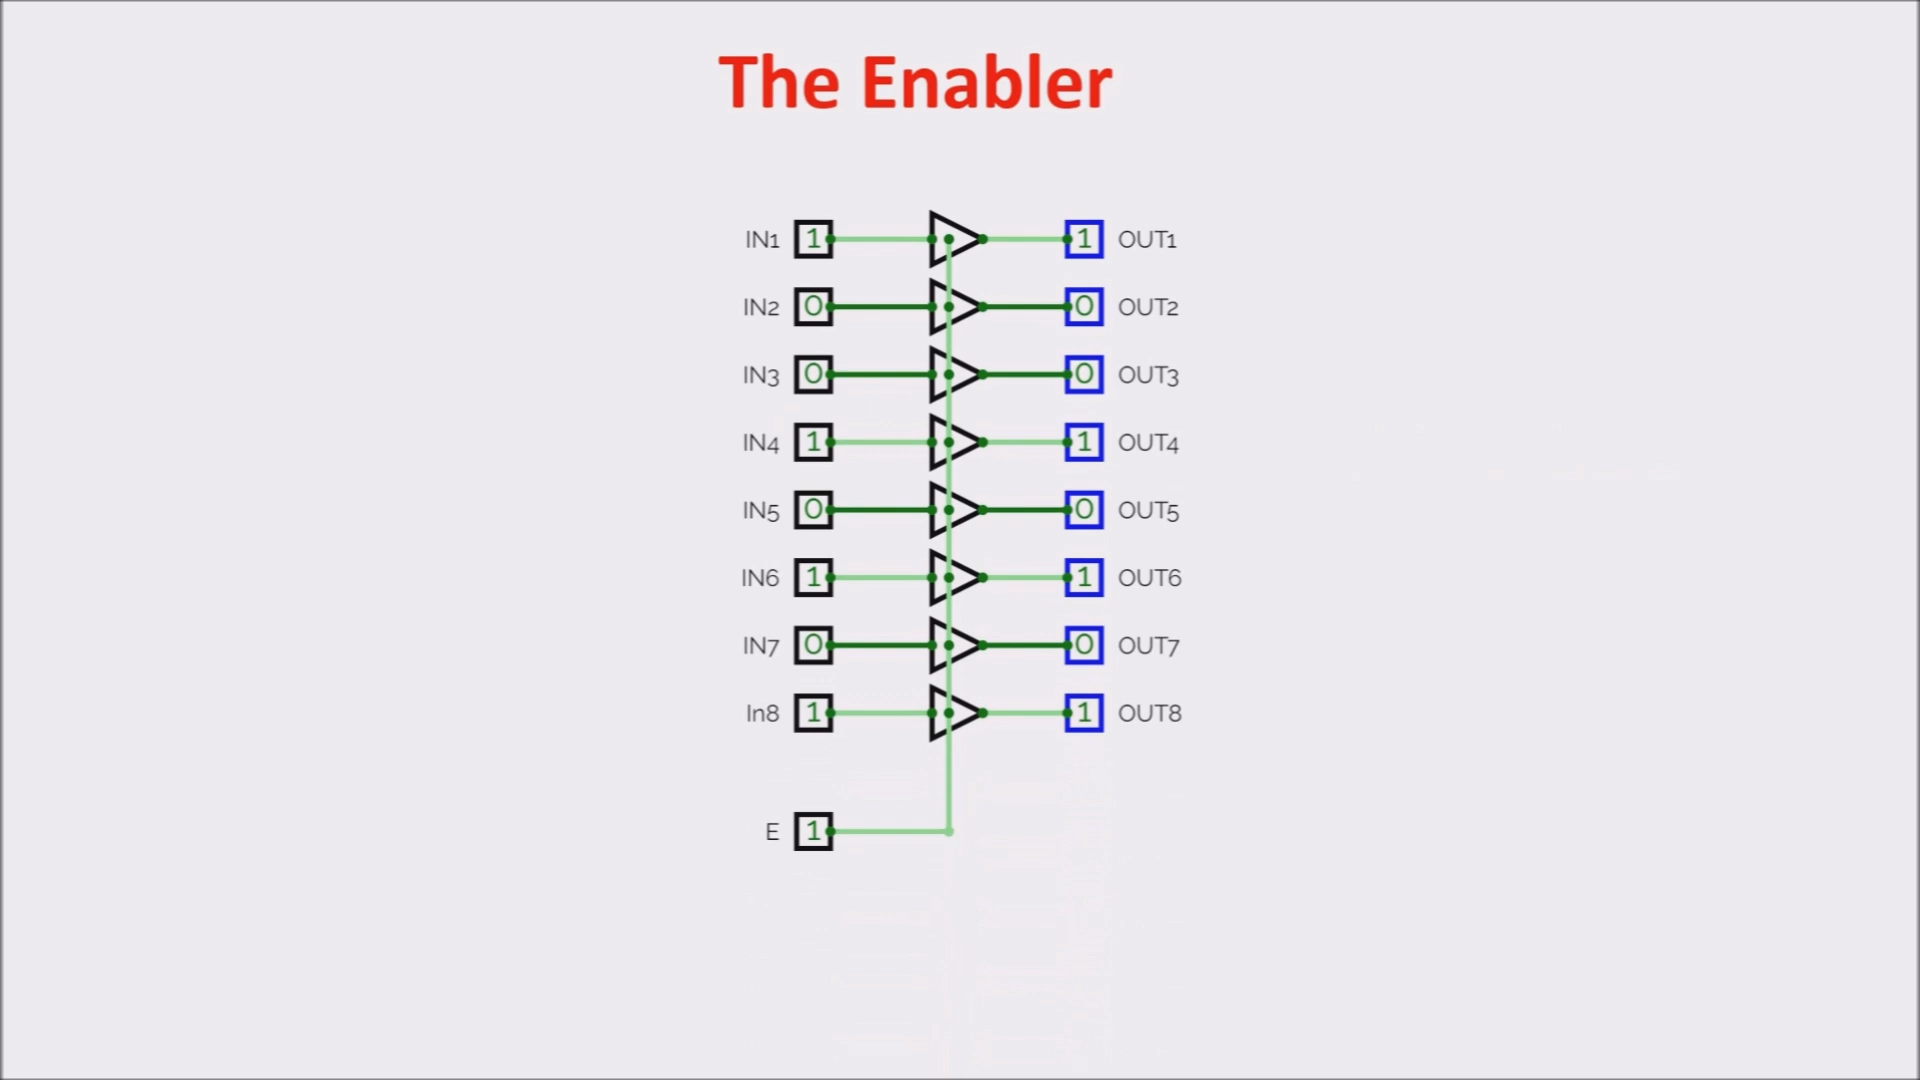 The Enabler
IN1 1 1 OUT1
IN2 0 0 OUT2
IN3 0 0 OUT3
IN4 1 1 OUT4
IN5 0 0 OUT5
IN6 1 1 OUT6
IN7 0 0 OUT7
In8 1 1 OUT8
E 1